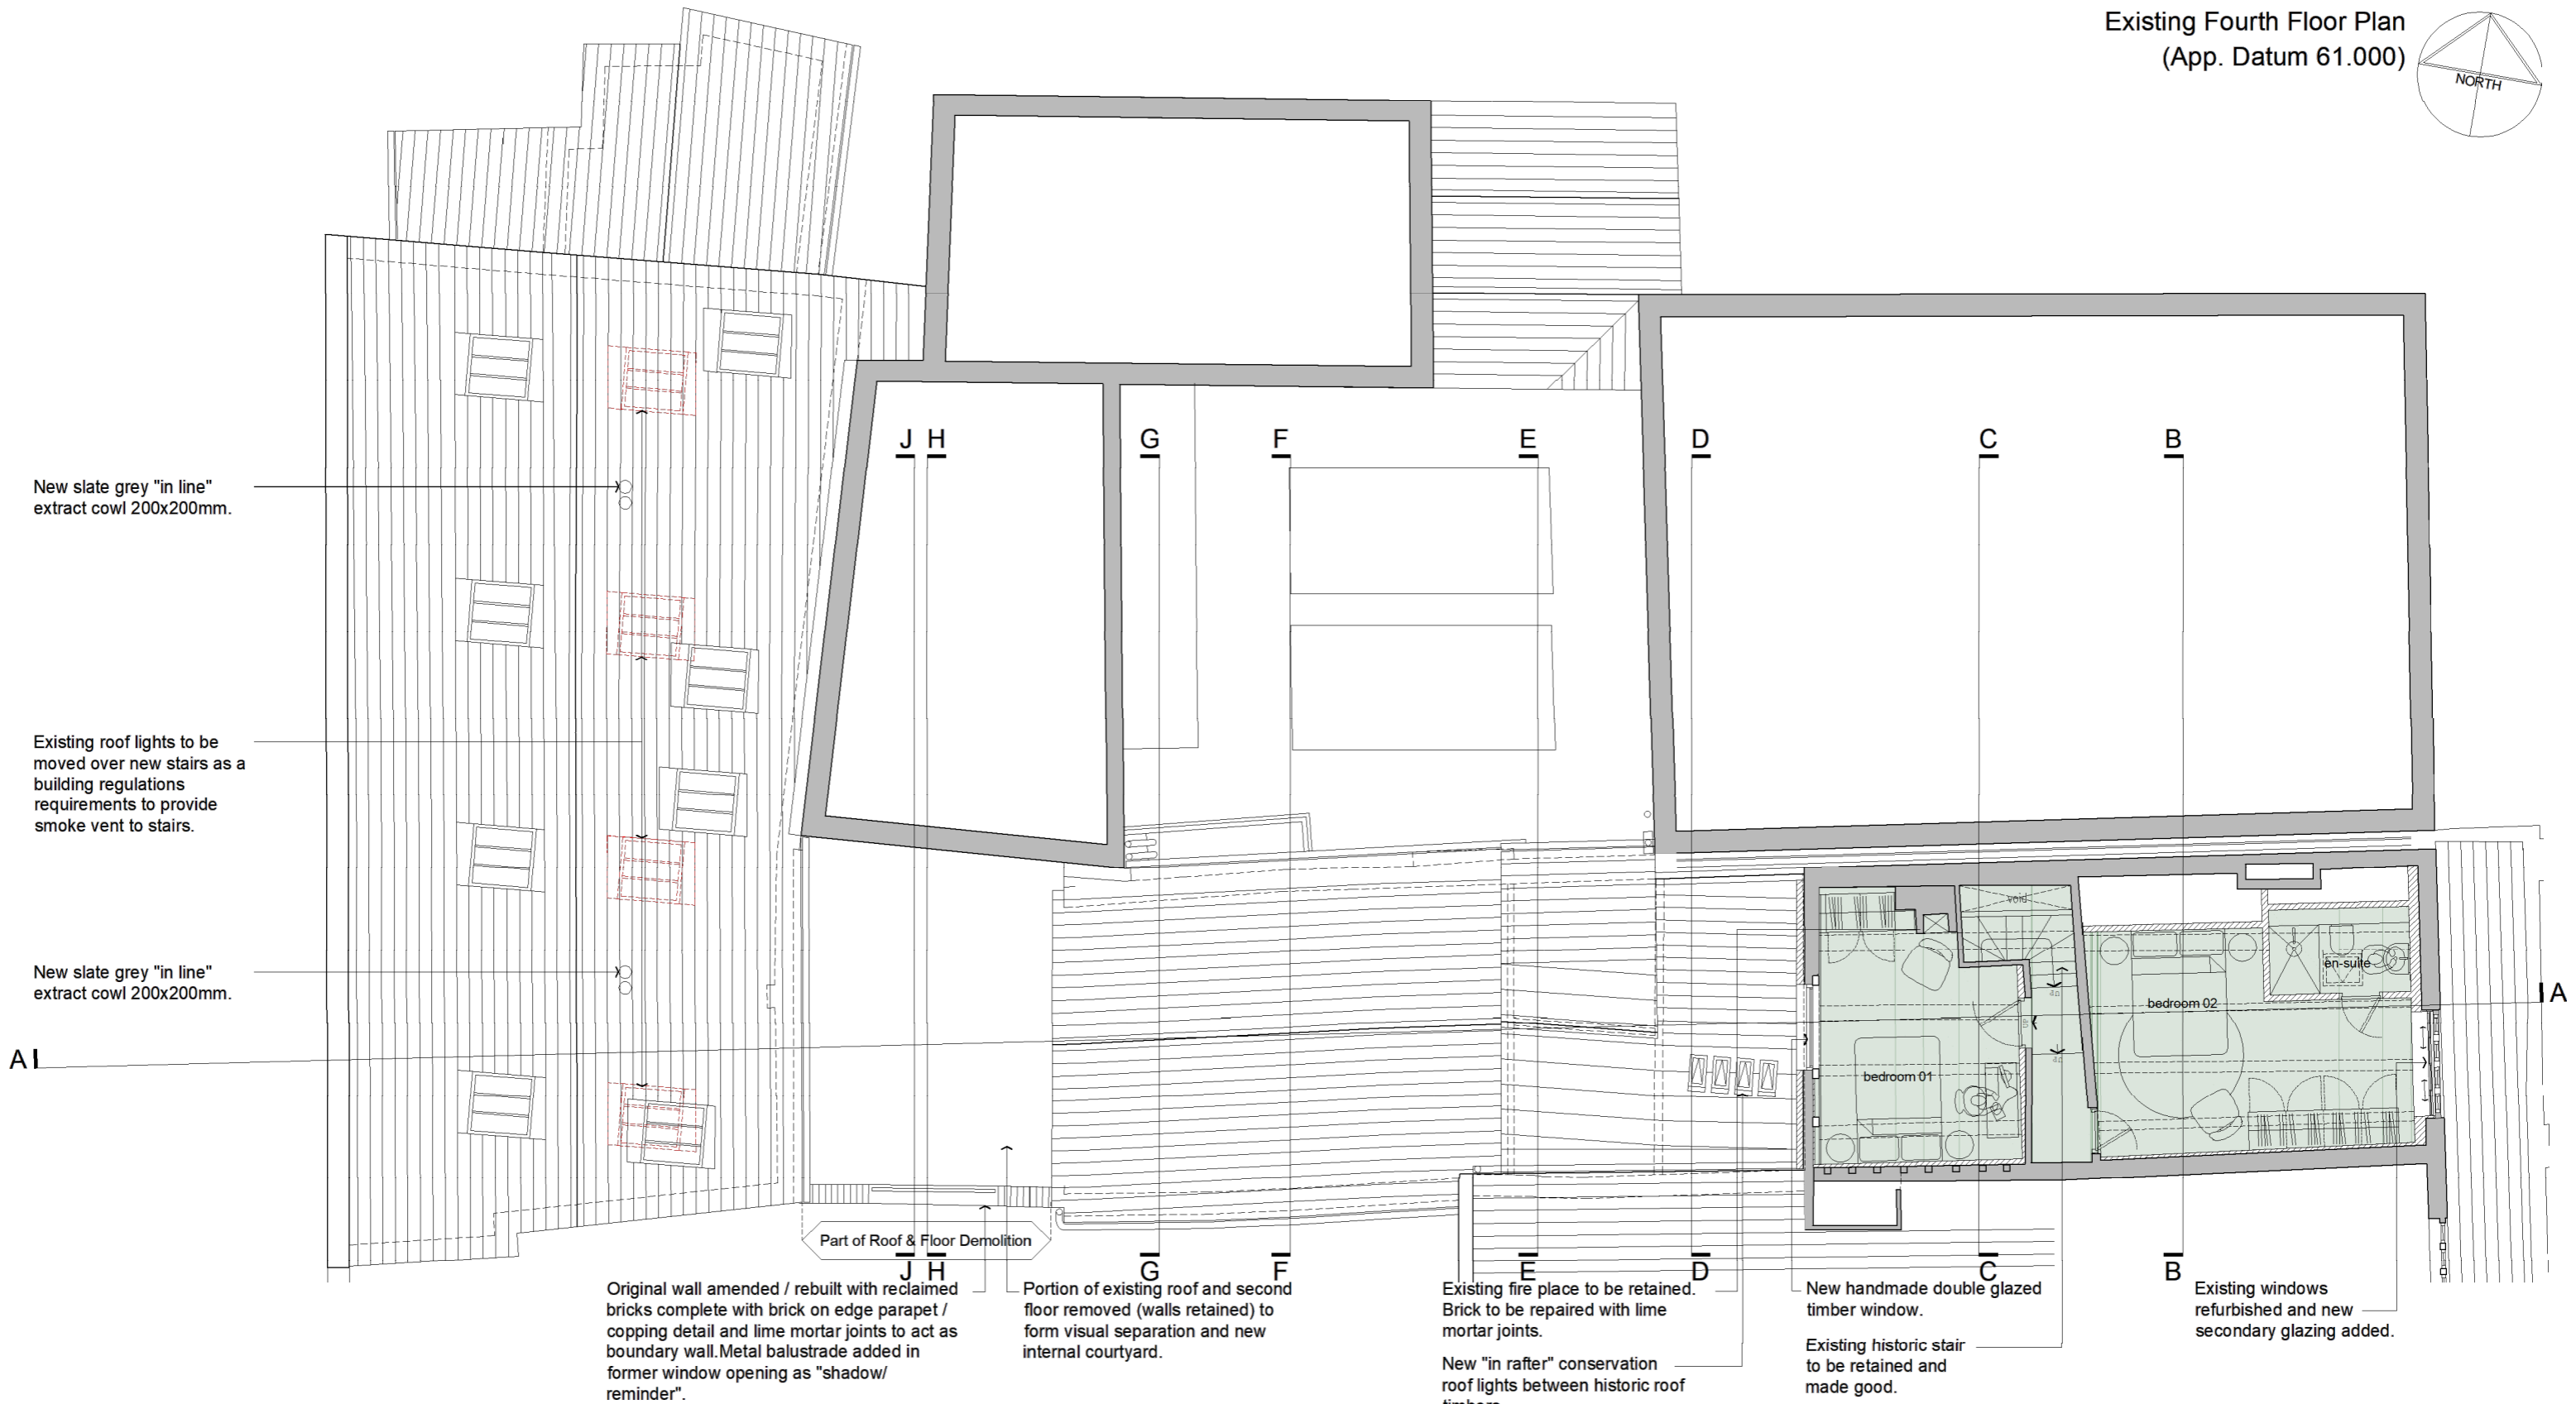 Existing Fourth Floor Plan
(App. Datum 61.000)
NORTH
J H G F E D C B
New slate grey "in line"
extract cowl 200x200mm.
Existing roof lights to be
moved over new stairs as a
building regulations
requirements to provide
smoke vent to stairs.
void
New slate grey "in line"
extract cowl 200x200mm.
en-suite
bedroom 02
A
A
bedroom 01
Part of Roof & Floor Demolition
J H G F E D C B
Original wall amended / rebuilt with reclaimed
bricks complete with brick on edge parapet /
copping detail and lime mortar joints to act as
boundary wall.Metal balustrade added in
former window opening as "shadow/
reminder".
Portion of existing roof and second
floor removed (walls retained) to
form visual separation and new
internal courtyard.
Existing fire place to be retained.
Brick to be repaired with lime
mortar joints.
New "in rafter" conservation
roof lights between historic roof
timbers
New handmade double glazed
timber window.
Existing historic stair
to be retained and
made good.
Existing windows
refurbished and new
secondary glazing added.